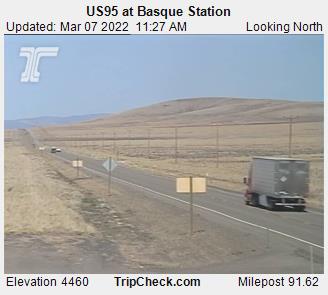 US95 at Basque Station
Updated: Mar 07 2022 11:27 AM Looking North
Elevation 4460 TripCheck.com Milepost 91.62